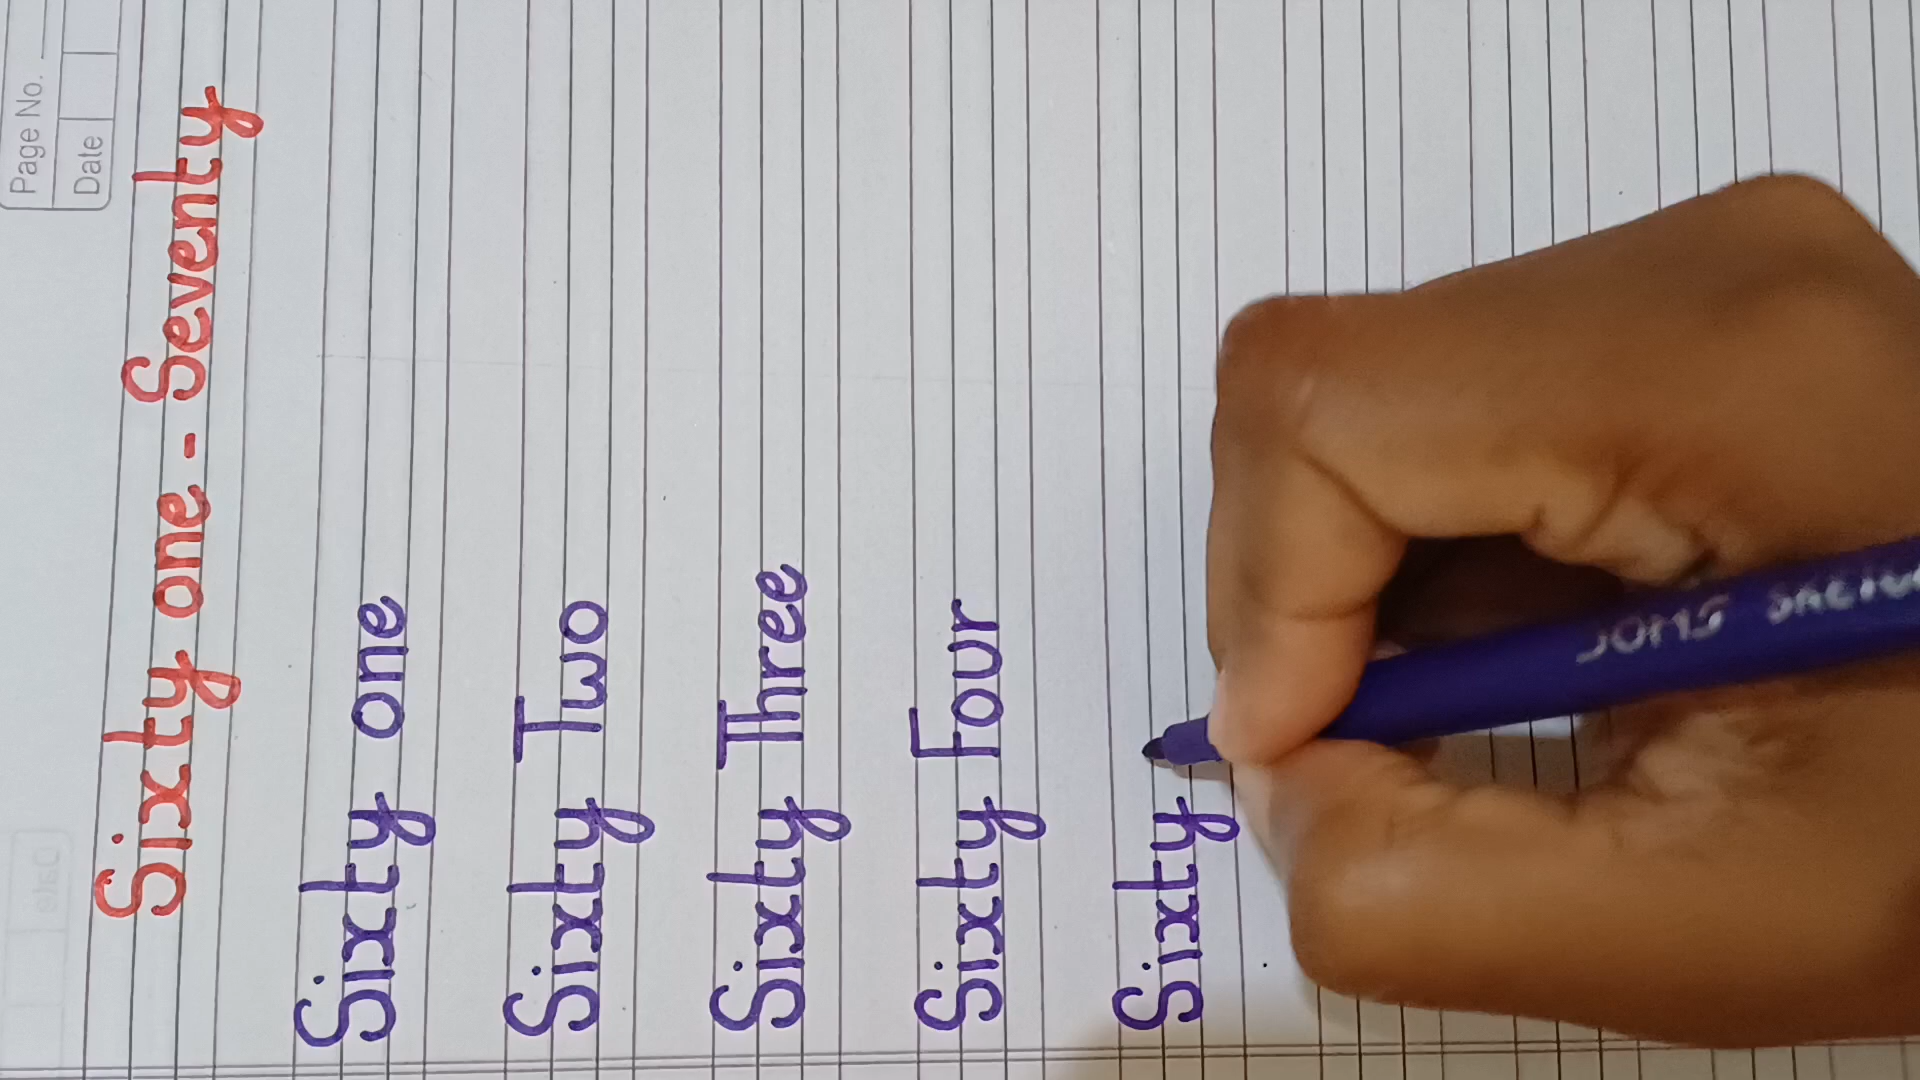 Page No.
Date
Sixty one - Seventy
Sixty one
Sixty Two
Sixty Three
Sixty Four
Sixty